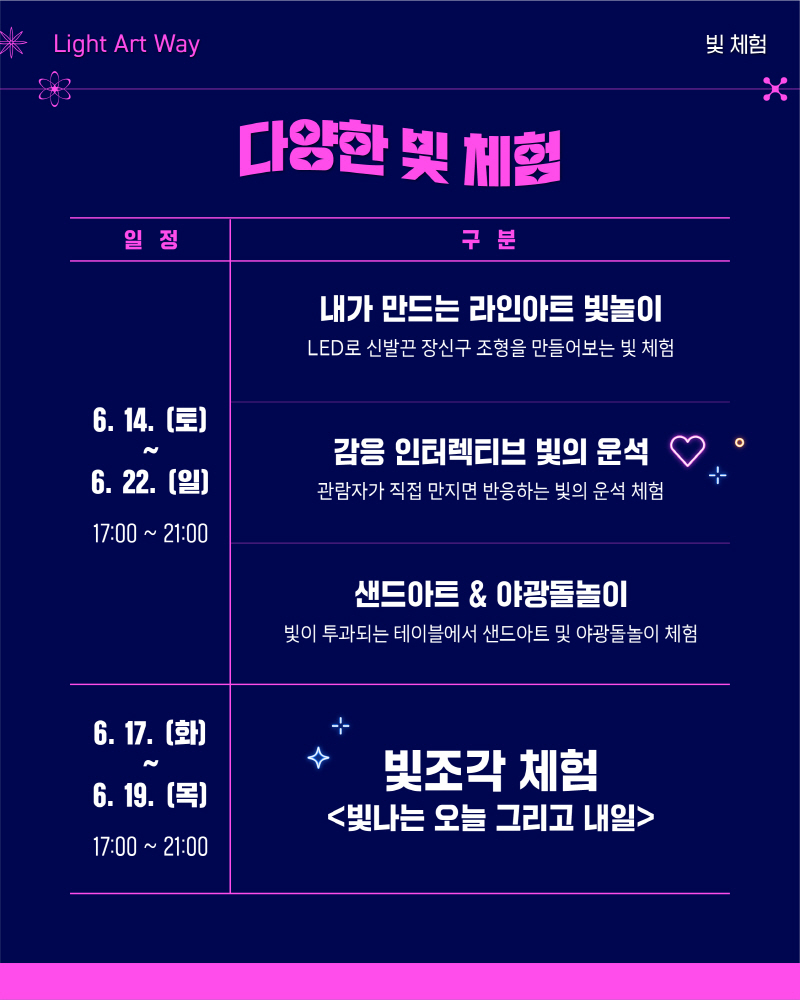 Light Art Way
빛 체험
다양한 빛 체험
일 정
구 분
6. 14. (토)
~
6. 22. (일)
17:00 ~ 21:00
내가 만드는 라인아트 빛놀이
LED로 신발끈 장신구 조형을 만들어보는 빛 체험
감응 인터렉티브 빛의 운석
관람자가 직접 만지면 반응하는 빛의 운석 체험
샌드아트 & 야광돌놀이
빛이 투과되는 테이블에서 샌드아트 및 야광돌놀이 체험
6. 17. (화)
~
6. 19. (목)
17:00 ~ 21:00
빛조각 체험
<빛나는 오늘 그리고 내일>